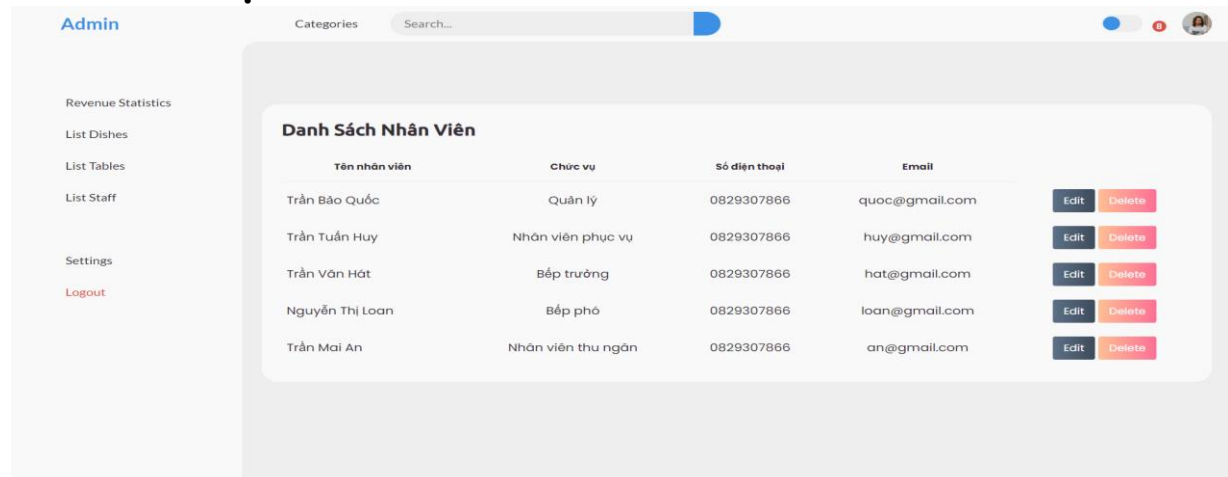 Admin Categories Search... 8
Revenue Statistics
List Dishes
List Tables
List Staff
Settings
Logout
Danh Sách Nhân Viên
Tên nhân viên Chức vụ Số điện thoại Email
Trần Bảo Quốc Quản lý 0829307866 quoc@gmail.com Edit Delete
Trần Tuấn Huy Nhân viên phục vụ 0829307866 huy@gmail.com Edit Delete
Trần Văn Hát Bếp trưởng 0829307866 hat@gmail.com Edit Delete
Nguyễn Thị Loan Bếp phó 0829307866 loan@gmail.com Edit Delete
Trần Mai An Nhân viên thu ngân 0829307866 an@gmail.com Edit Delete